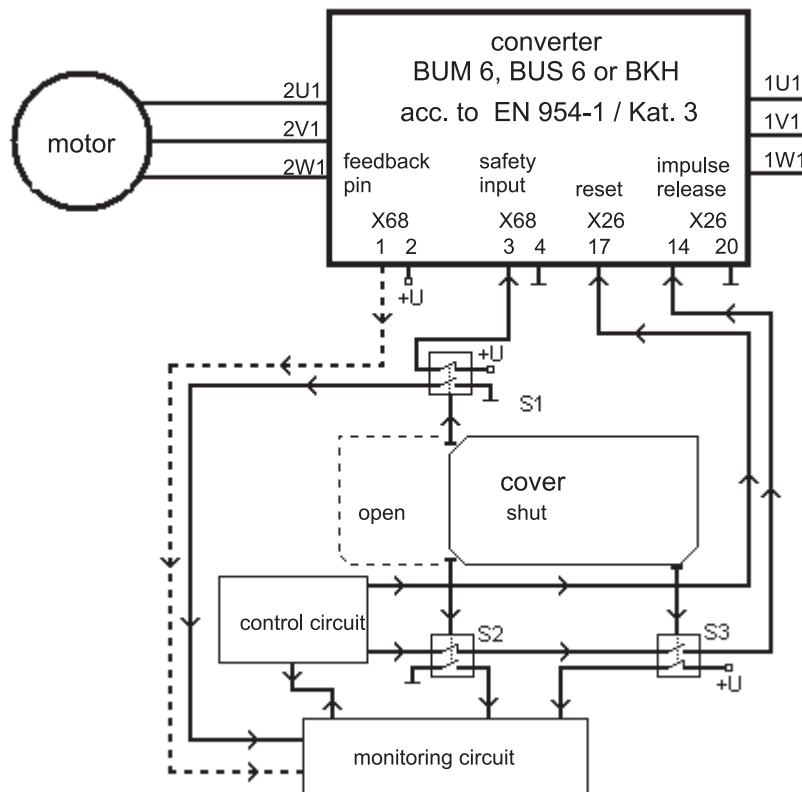 converter
BUM 6, BUS 6 or BKH
acc. to EN 954-1 / Kat. 3
motor
2U1
2V1
2W1
1U1
1V1
1W1
feedback
pin
safety
input
reset
impulse
release
X68
X68
X26
X26
1
2
3
4
17
14
20
+U
+U
S1
cover
open
shut
control circuit
S2
S3
+U
monitoring circuit